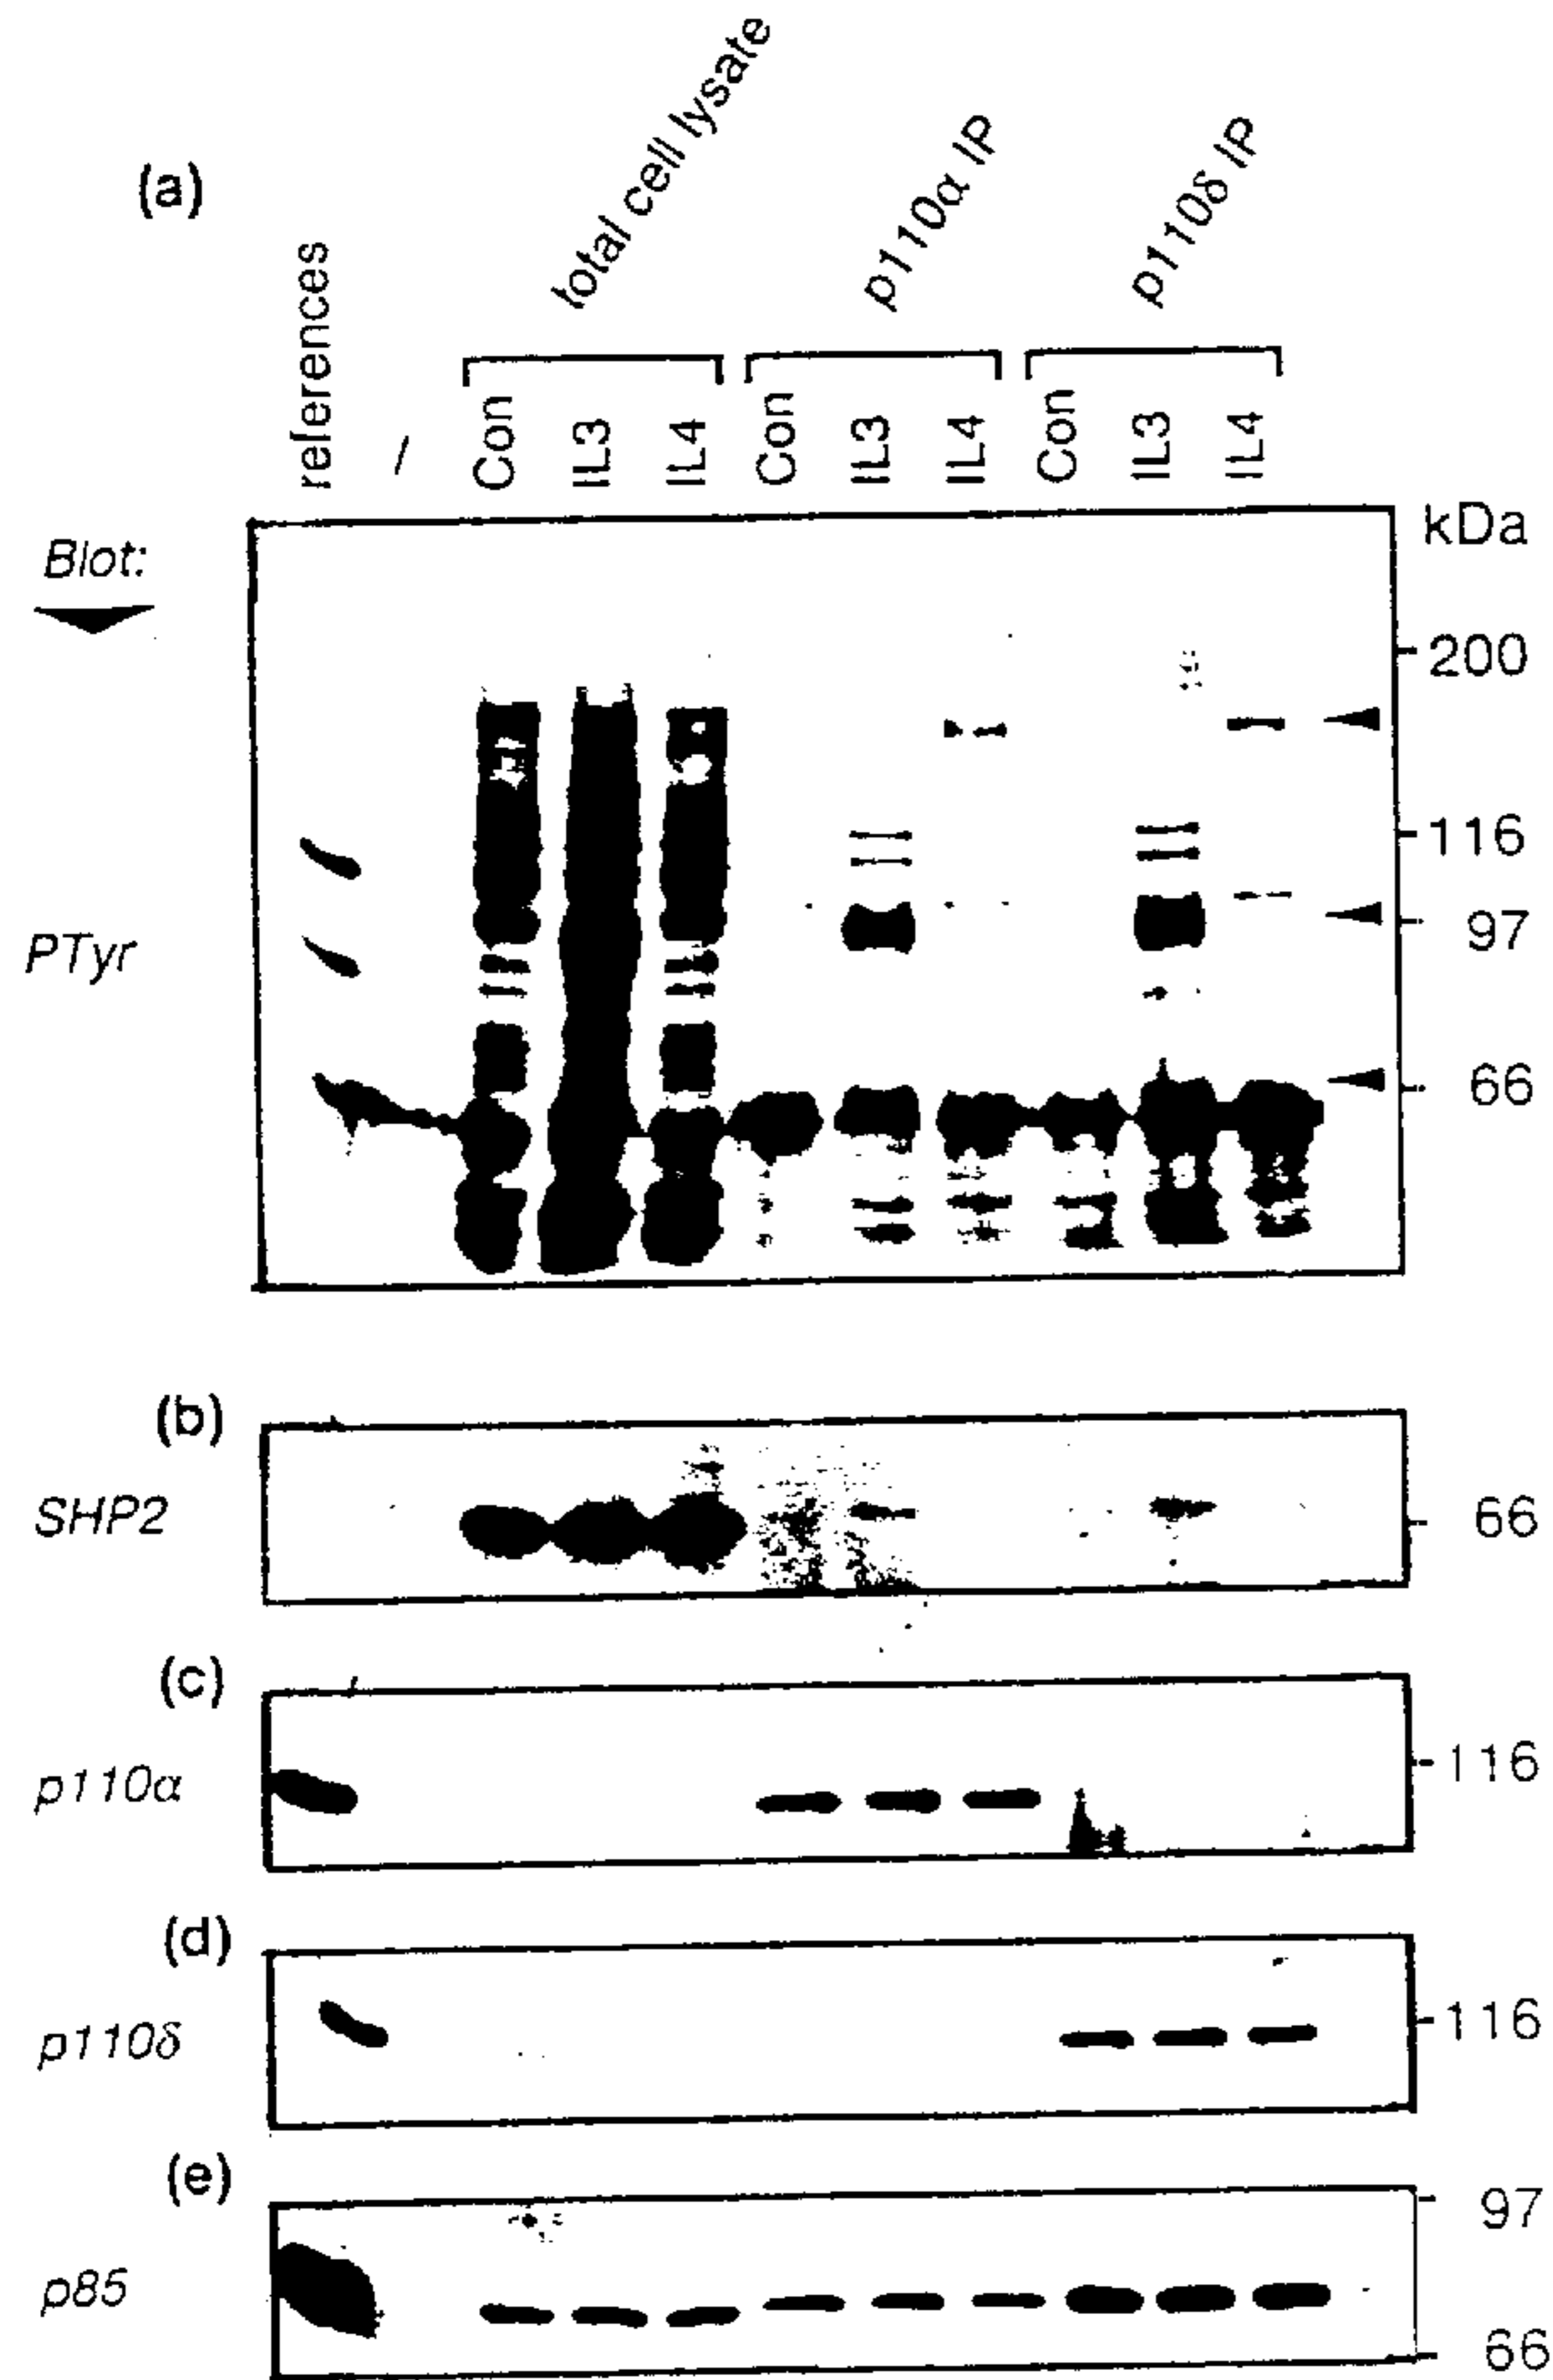 (a)
references
/
total cell lysate
p110α IP
p110δ IP
Con
IL3
IL4
Con
IL3
IL4
Con
IL3
IL4
kDa
Blot:
200
116
PTyr
97
66
(b)
SHP2
66
(c)
p110α
116
(d)
p110δ
116
(e)
97
p85
66